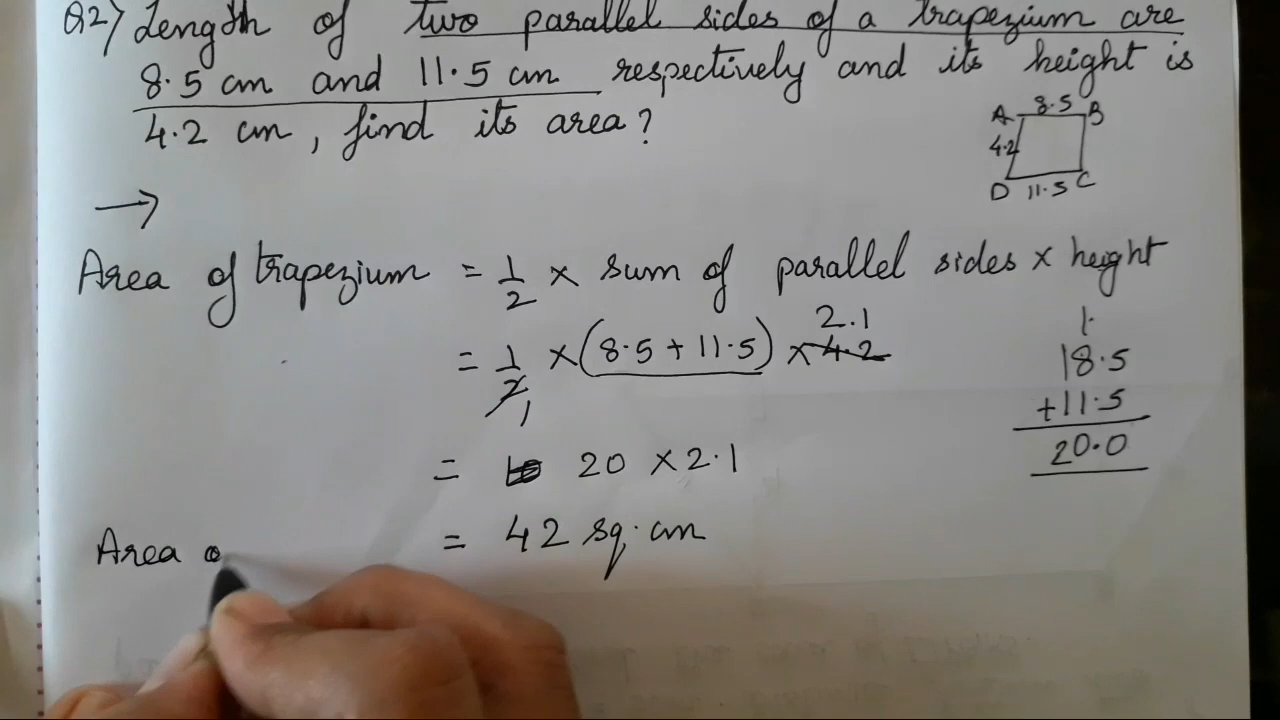 Q2) Length of two parallel sides of a trapezium are
8.5 cm and 11.5 cm respectively and its height is
4.2 cm, find its area?
A 8.5 B
4.2
D 11.5 C
→
Area of trapezium = 1/2 × sum of parallel sides × height
2.1
= 1/2 × (8.5 + 11.5) × 4.2
1
= 20 × 2.1
= 42 sq. cm
Area o
1.
18.5
+11.5
20.0